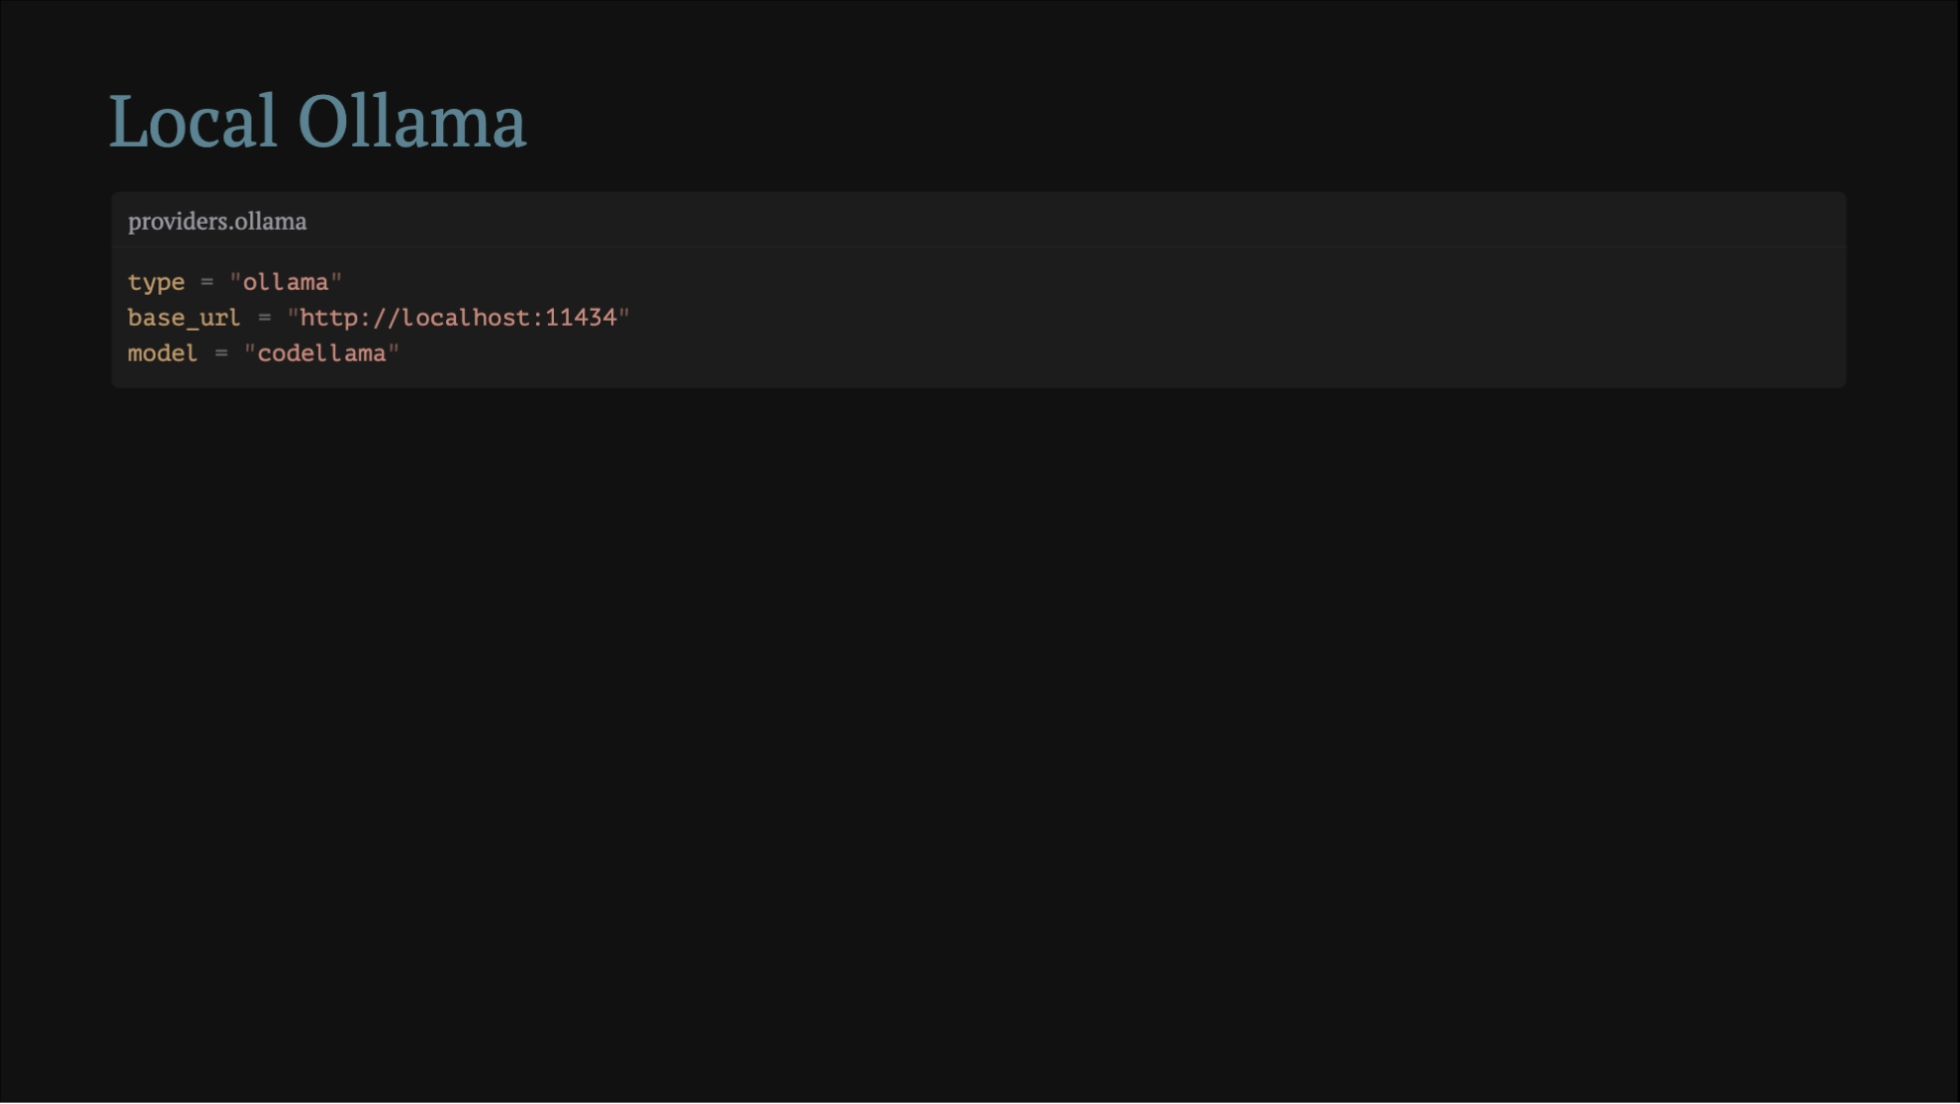 Local Ollama
providers.ollama
type = "ollama"
base_url = "http://localhost:11434"
model = "codellama"